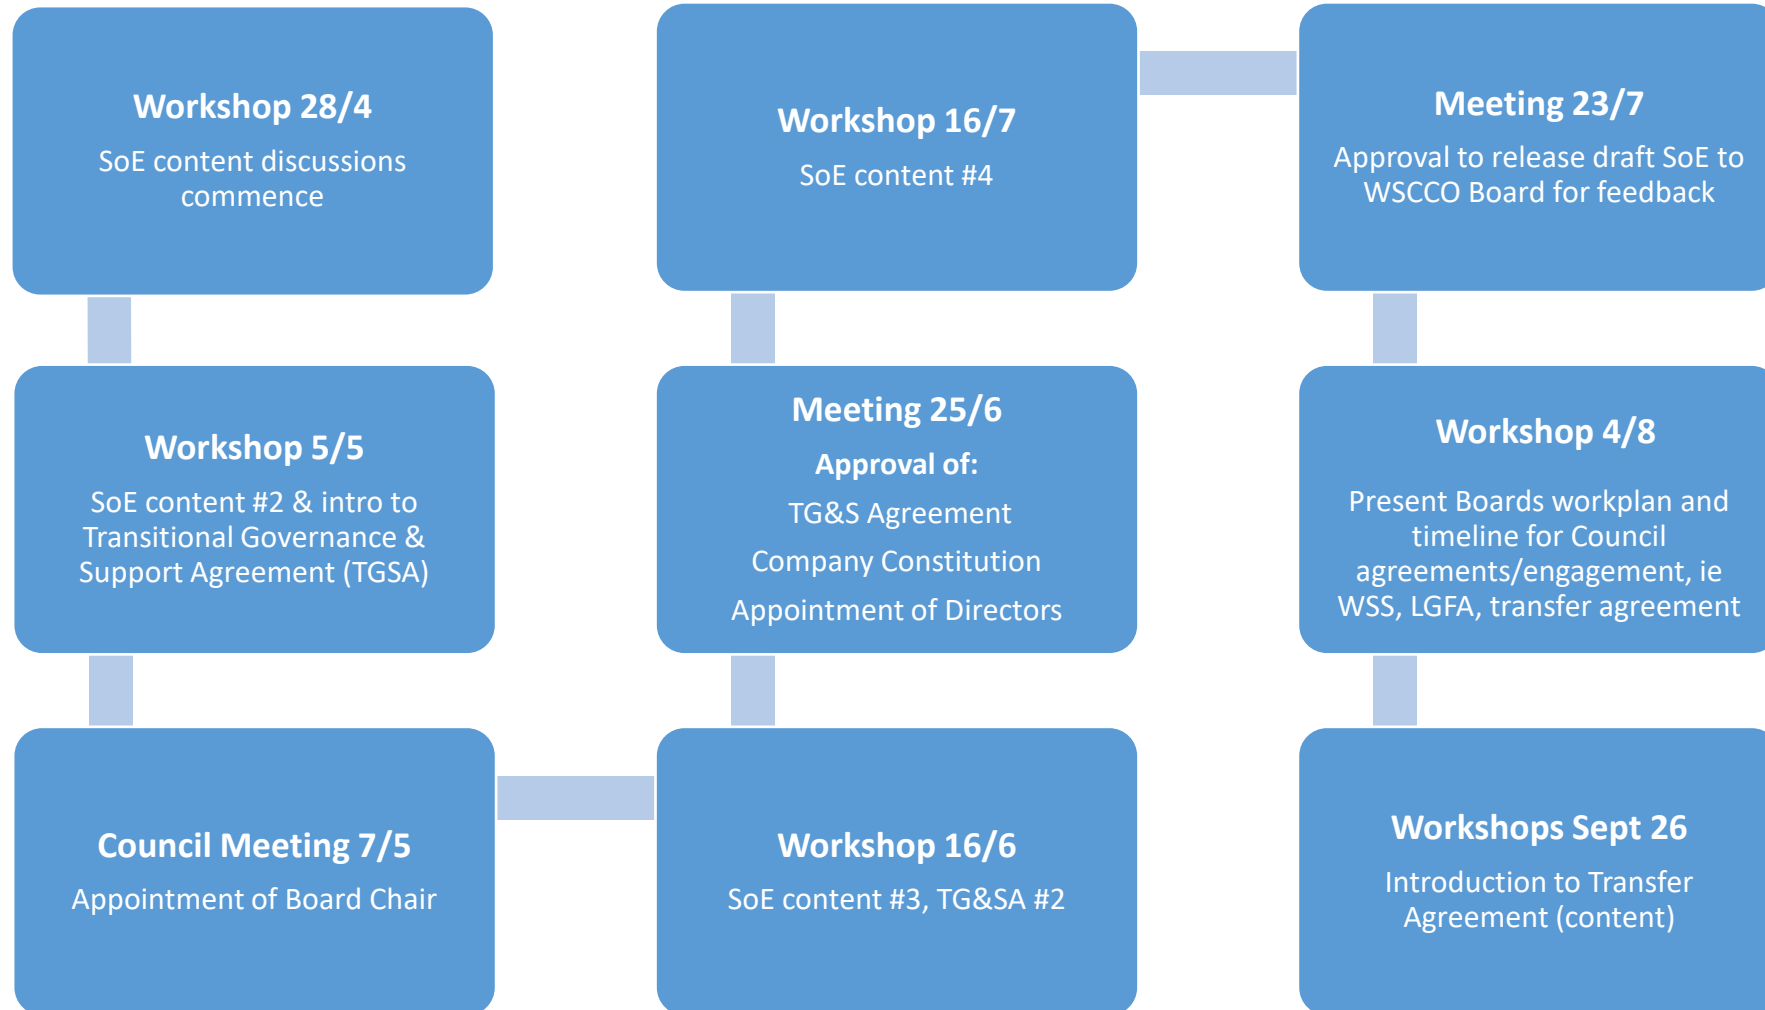 Workshop 28/4
SoE content discussions
commence
Workshop 5/5
SoE content #2 & intro to
Transitional Governance &
Support Agreement (TGSA)
Council Meeting 7/5
Appointment of Board Chair
Workshop 16/6
SoE content #3, TG&SA #2
Meeting 25/6
Approval of:
TG&S Agreement
Company Constitution
Appointment of Directors
Workshop 16/7
SoE content #4
Meeting 23/7
Approval to release draft SoE to
WSCCO Board for feedback
Workshop 4/8
Present Boards workplan and
timeline for Council
agreements/engagement, ie
WSS, LGFA, transfer agreement
Workshops Sept 26
Introduction to Transfer
Agreement (content)